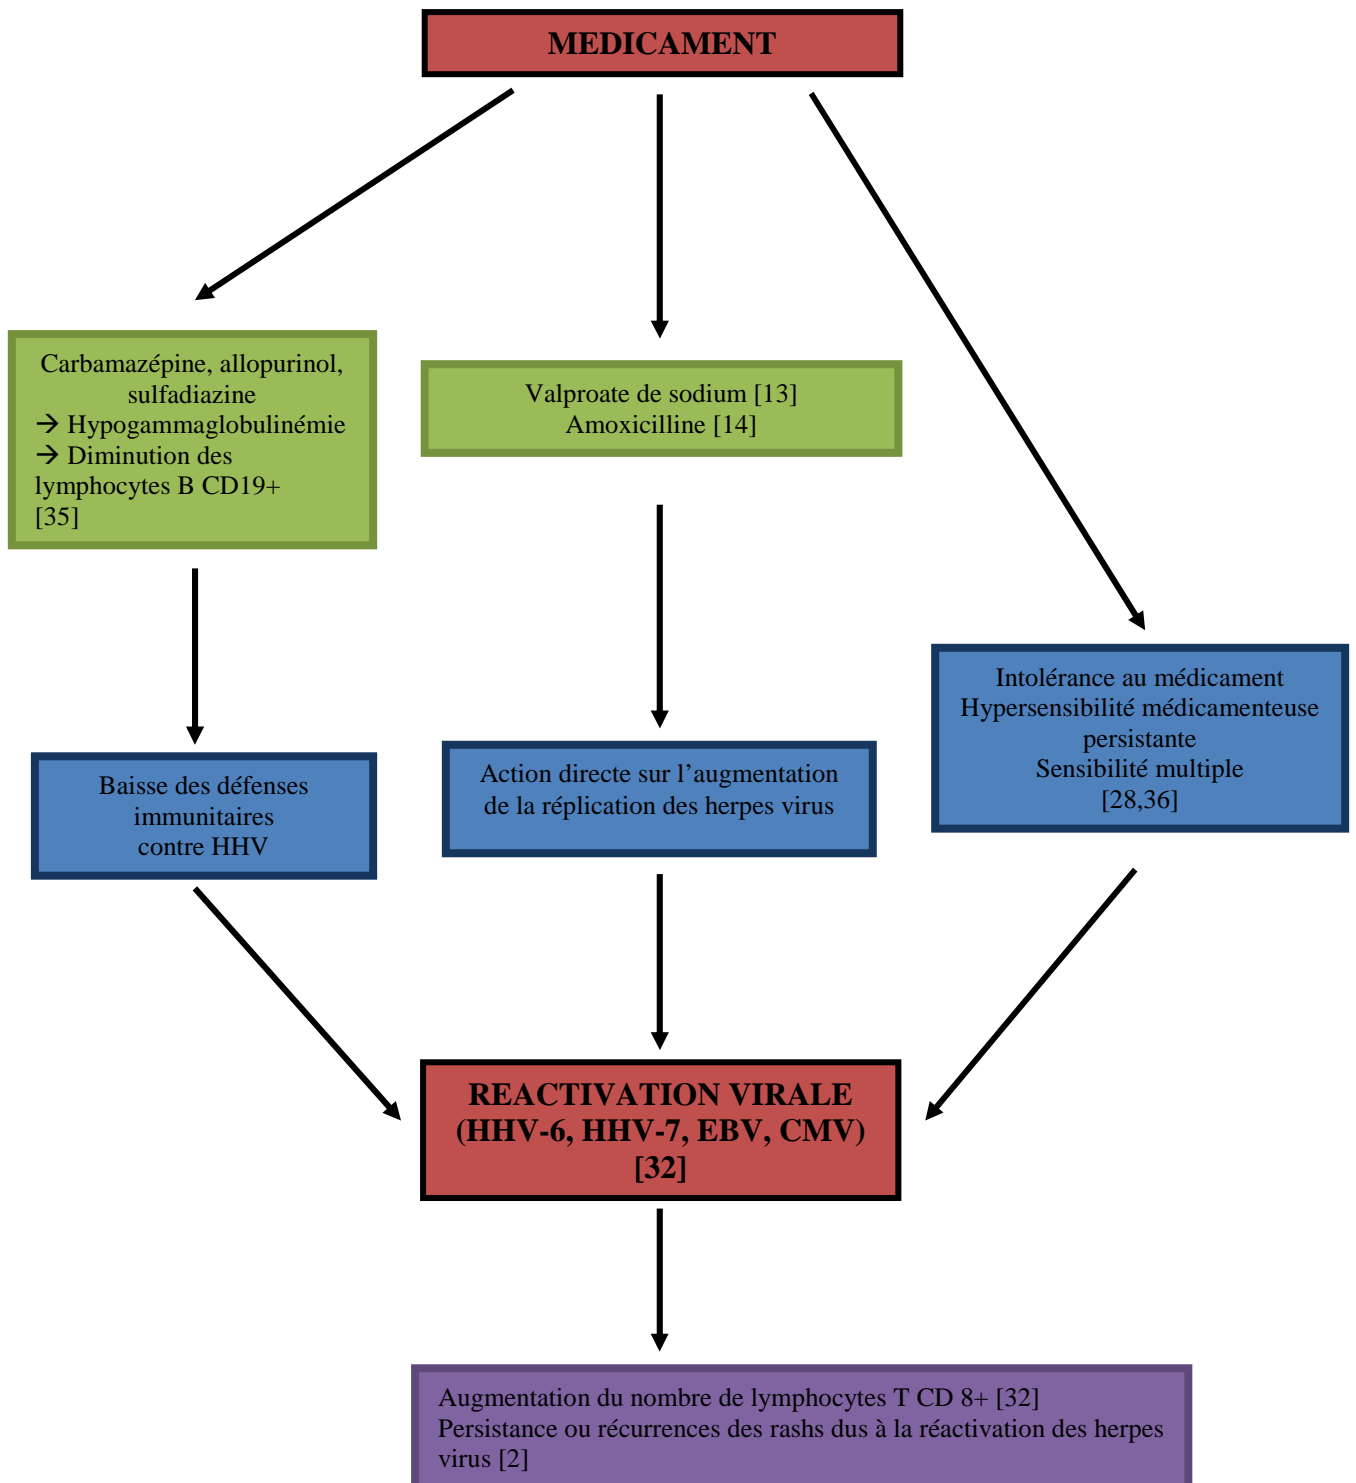 MEDICAMENT
Carbamazépine, allopurinol,
sulfadiazine
→ Hypogammaglobulinémie
→ Diminution des
lymphocytes B CD19+
[35]
Valproate de sodium [13]
Amoxicilline [14]
Intolérance au médicament
Hypersensibilité médicamenteuse
persistante
Sensibilité multiple
[28,36]
Baisse des défenses
immunitaires
contre HHV
Action directe sur l’augmentation
de la réplication des herpes virus
REACTIVATION VIRALE
(HHV-6, HHV-7, EBV, CMV)
[32]
Augmentation du nombre de lymphocytes T CD 8+ [32]
Persistance ou récurrences des rashs dus à la réactivation des herpes
virus [2]